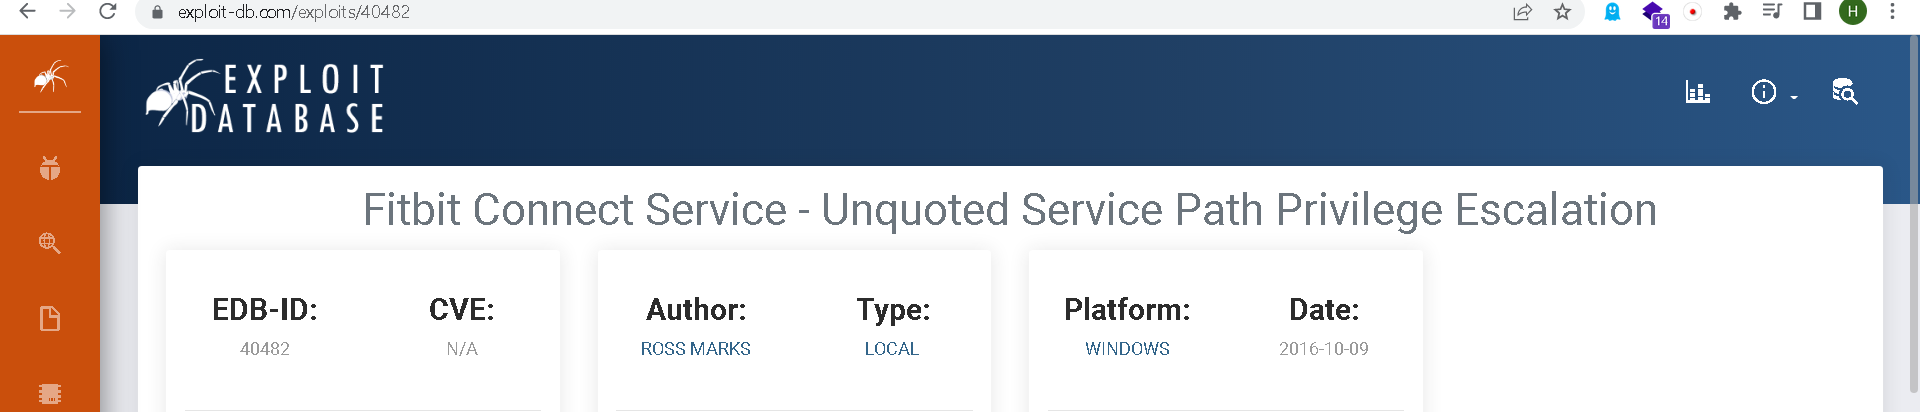 exploit-db.com/exploits/40482
14
H
EXPLOIT
DATABASE
Fitbit Connect Service - Unquoted Service Path Privilege Escalation
EDB-ID:
40482
CVE:
N/A
Author:
ROSS MARKS
Type:
LOCAL
Platform:
WINDOWS
Date:
2016-10-09